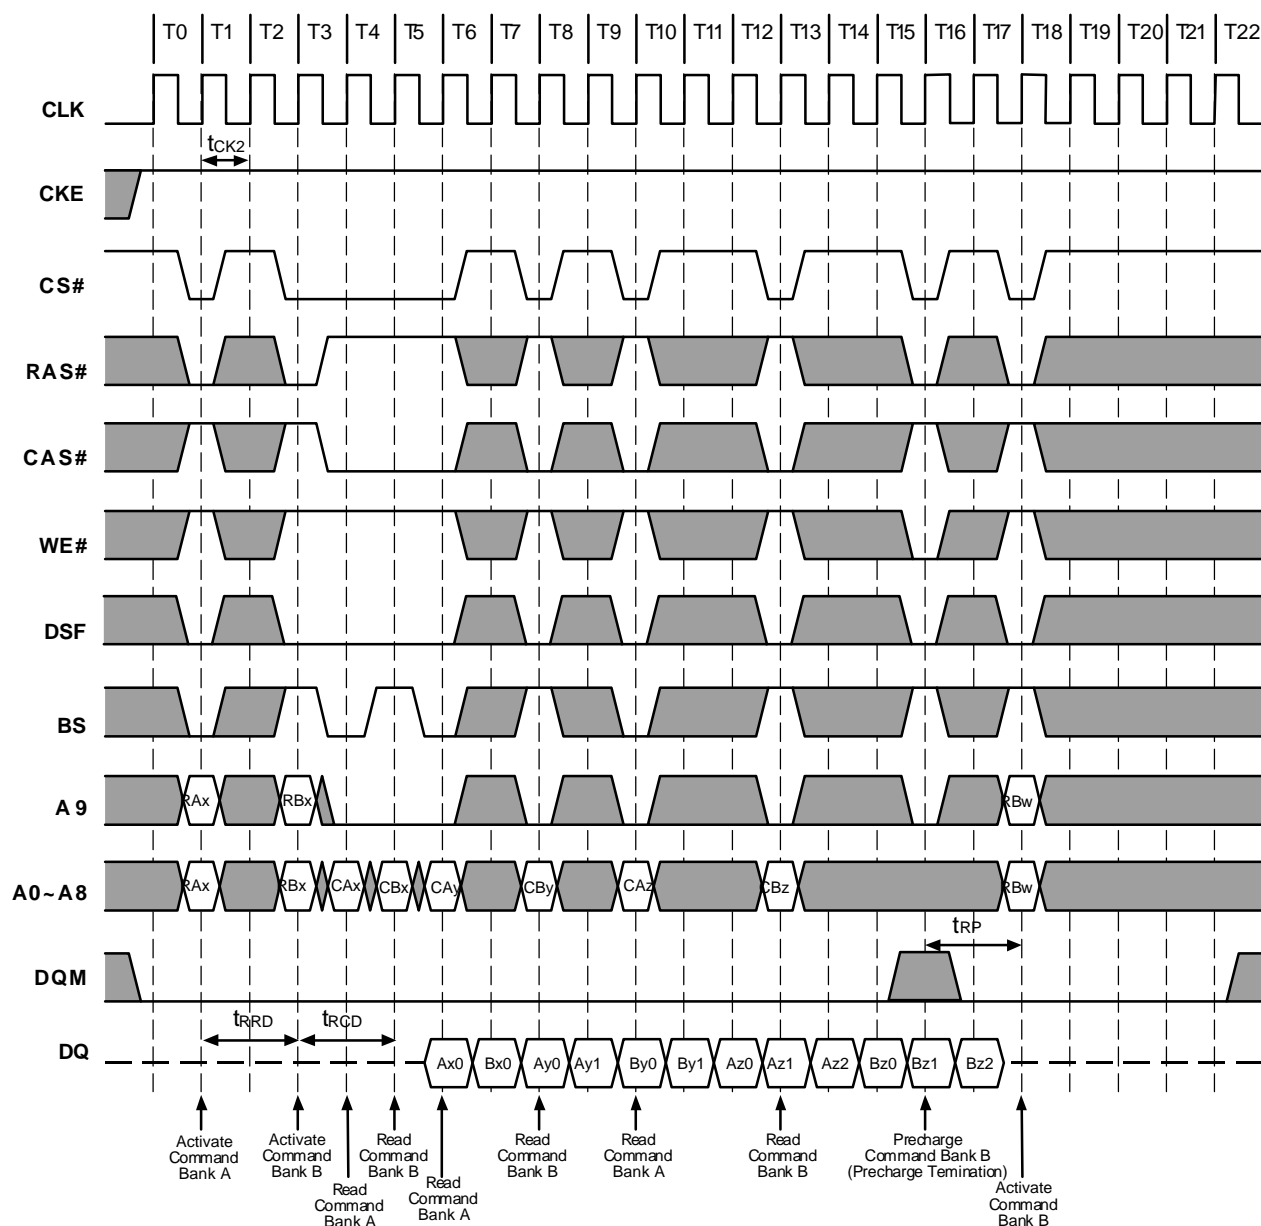 T0 T1 T2 T3 T4 T5 T6 T7 T8 T9 T10 T11 T12 T13 T14 T15 T16 T17 T18 T19 T20 T21 T22
CLK
tCK2
CKE
CS#
RAS#
CAS#
WE#
DSF
BS
A9
RAx RBx RBw
A0~A8
RAx RBx CAx CBx CAy CBy CAz CBz RBw
tRP
DQM
tRRD tRCD
DQ
Ax0 Bx0 Ay0 Ay1 By0 By1 Az0 Az1 Az2 Bz0 Bz1 Bz2
Activate
Command
Bank A
Activate
Command
Bank B
Read
Command
Bank A
Read
Command
Bank B
Read
Command
Bank A
Read
Command
Bank B
Read
Command
Bank A
Read
Command
Bank B
Precharge
Command Bank B
(Precharge Temination)
Activate
Command
Bank B